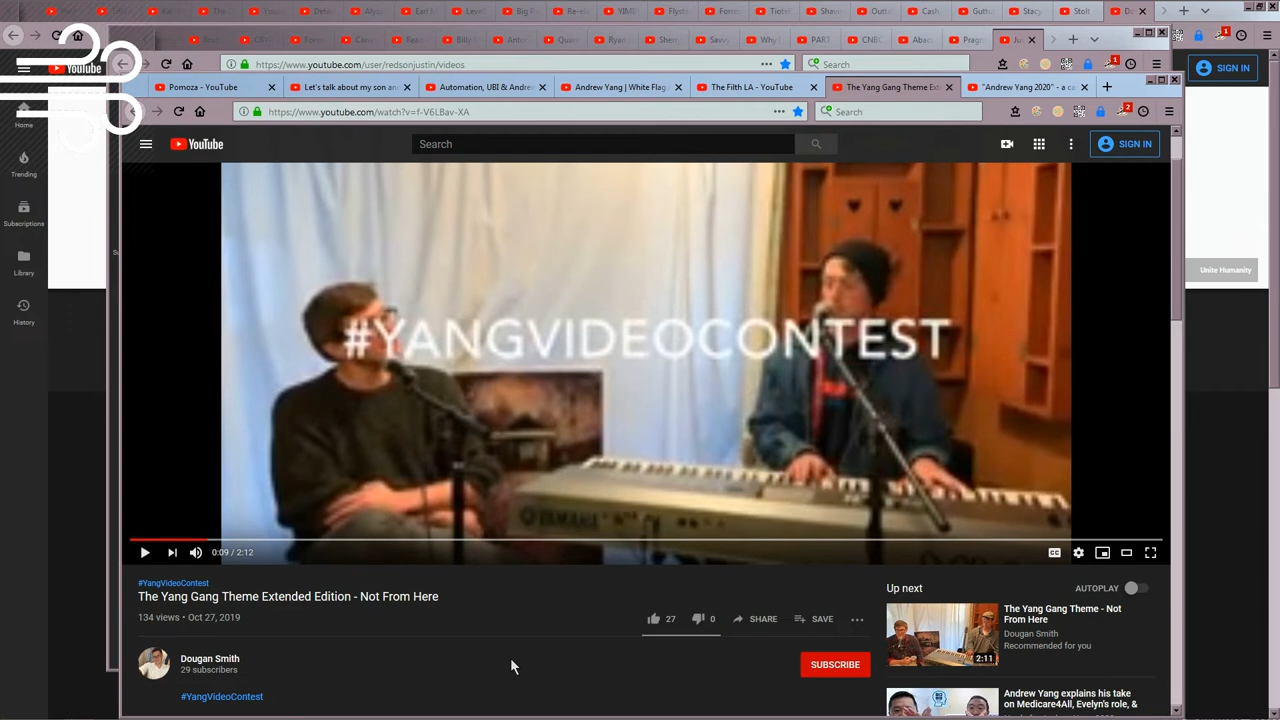 https://www.youtube.com/user/redsonjustin/videos
Search
YouTube
SIGN IN
Pomoza - YouTube
Let's talk about my son an
Automation, UBI & Andre
Andrew Yang | White Flag
The Filth LA - YouTube
The Yang Gang Theme Ex
"Andrew Yang 2020" - a ca
https://www.youtube.com/watch?v=f-V6LBav-XA
Search
YouTube
Search
SIGN IN
Home
Trending
Subscriptions
Library
History
Unite Humanity
#YANGVIDEOCONTEST
YAMAHA
0:09 / 2:12
CC
#YangVideoContest
The Yang Gang Theme Extended Edition - Not From Here
134 views • Oct 27, 2019
27
0
SHARE
SAVE
Dougan Smith
29 subscribers
SUBSCRIBE
#YangVideoContest
Up next
AUTOPLAY
The Yang Gang Theme - Not
From Here
Dougan Smith
Recommended for you
2:11
Andrew Yang explains his take
on Medicare4All, Evelyn's role, &